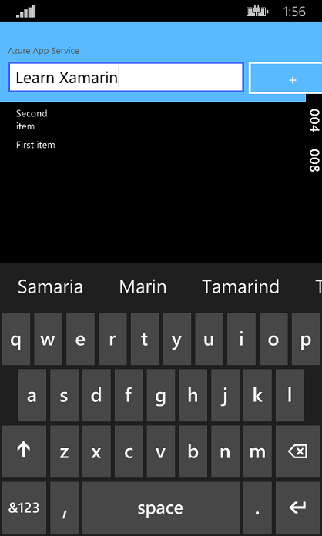 1:56
Azure App Service
Learn Xamarin
+
Second
item
First item
004 008
Samaria Marin Tamarind T
q w e r t y u i o p
a s d f g h j k l
z x c v b n m
&123 , space .